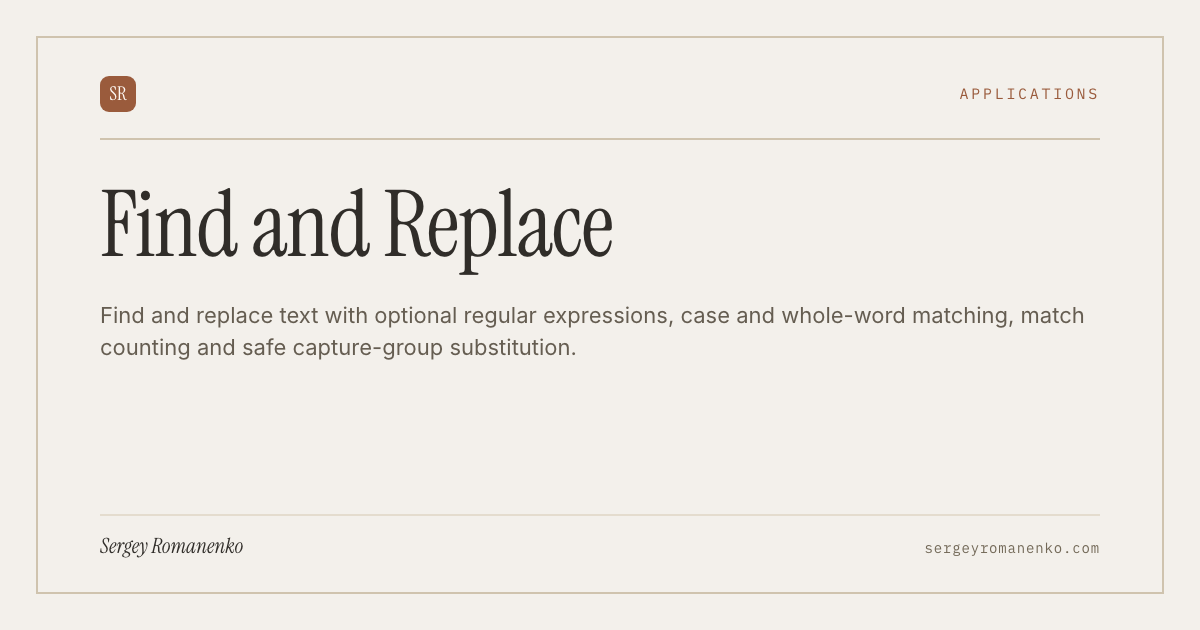 SR
APPLICATIONS
Find and Replace
Find and replace text with optional regular expressions, case and whole-word matching, match
counting and safe capture-group substitution.
Sergey Romanenko
sergeyromanenko.com